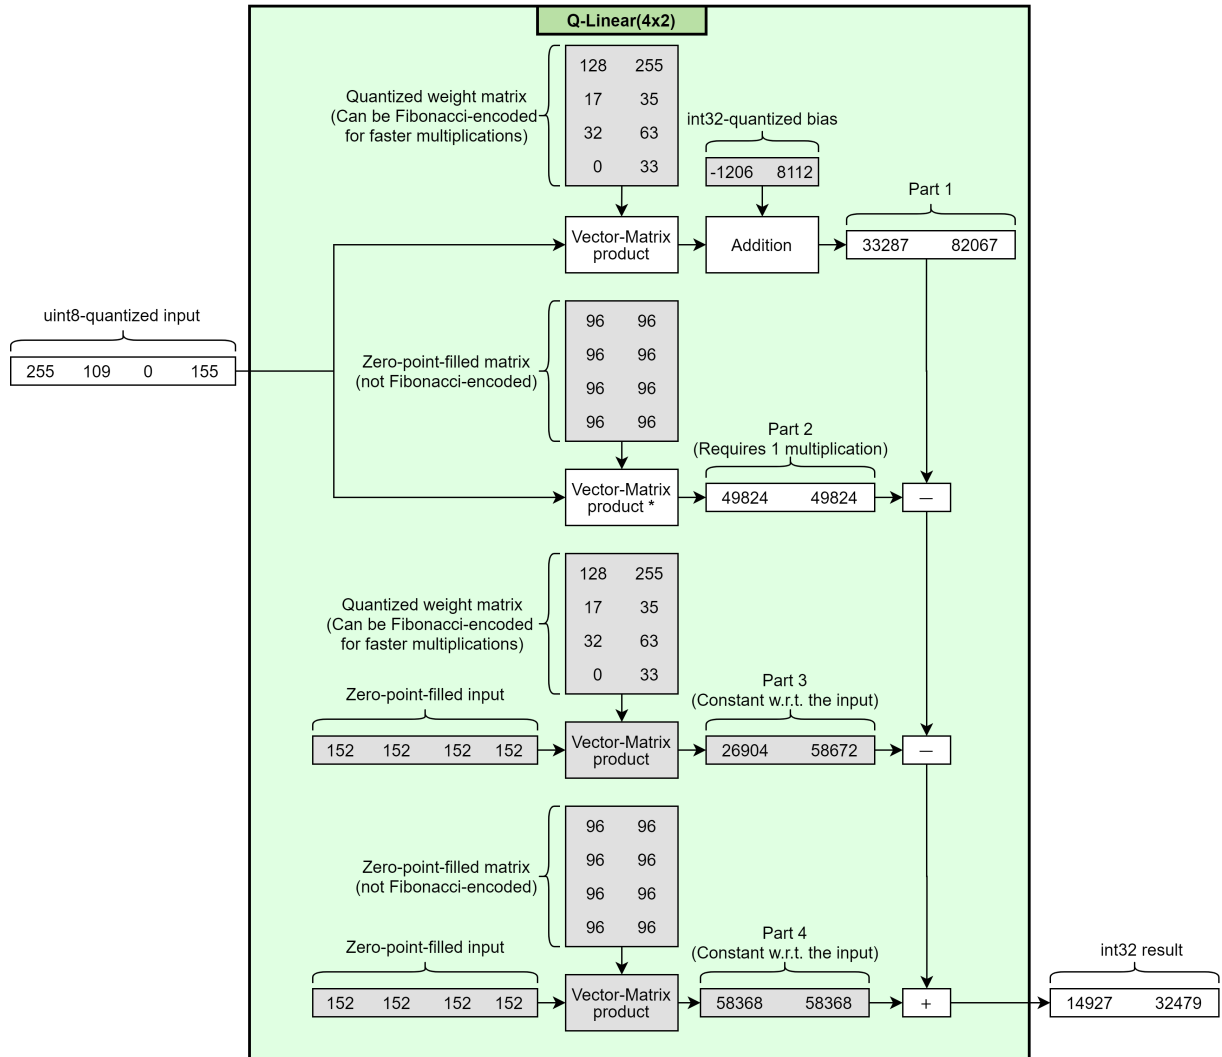 Q-Linear(4x2)
128 255
17 35
32 63
0 33
Quantized weight matrix
(Can be Fibonacci-encoded
for faster multiplications)
int32-quantized bias
-1206 8112
Part 1
Vector-Matrix
product
Addition
33287 82067
uint8-quantized input
255 109 0 155
96 96
96 96
96 96
96 96
Zero-point-filled matrix
(not Fibonacci-encoded)
Part 2
(Requires 1 multiplication)
Vector-Matrix
product *
49824 49824
—
128 255
17 35
32 63
0 33
Quantized weight matrix
(Can be Fibonacci-encoded
for faster multiplications)
Zero-point-filled input
152 152 152 152
Vector-Matrix
product
Part 3
(Constant w.r.t. the input)
26904 58672
—
96 96
96 96
96 96
96 96
Zero-point-filled matrix
(not Fibonacci-encoded)
Zero-point-filled input
152 152 152 152
Vector-Matrix
product
Part 4
(Constant w.r.t. the input)
58368 58368
+
int32 result
14927 32479